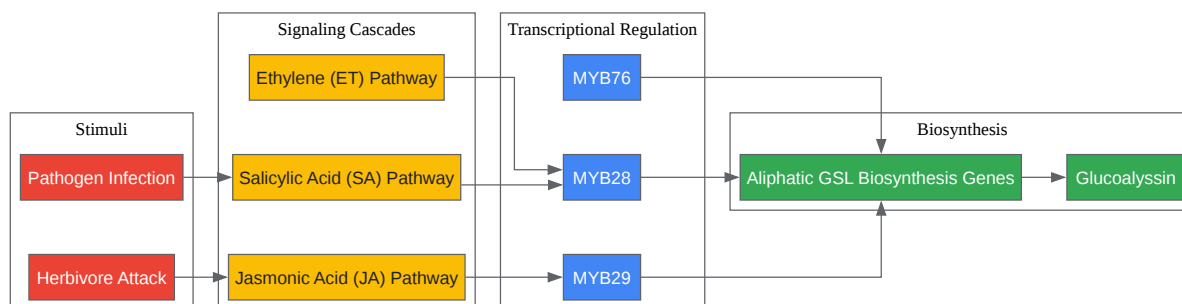 Signaling Cascades
Transcriptional Regulation
Ethylene (ET) Pathway
MYB76
Stimuli
Biosynthesis
Pathogen Infection
Salicylic Acid (SA) Pathway
MYB28
Aliphatic GSL Biosynthesis Genes
Glucoalyssin
Herbivore Attack
Jasmonic Acid (JA) Pathway
MYB29